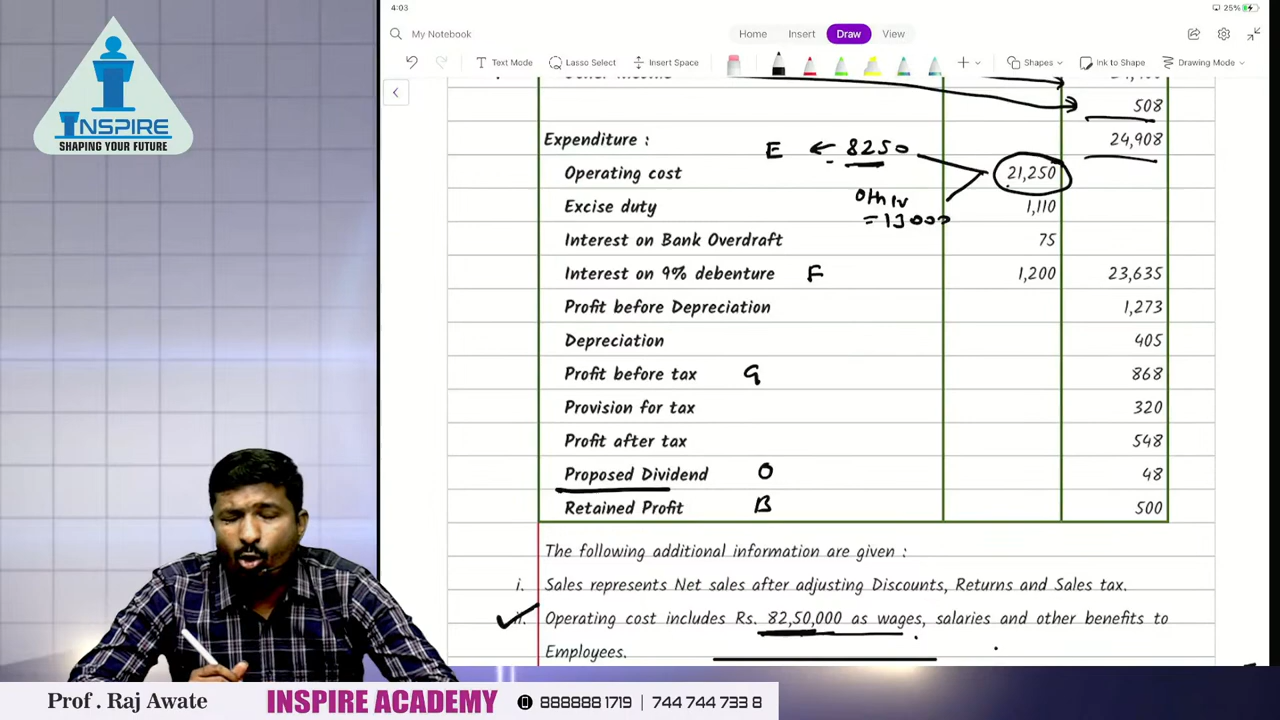 4:03
25%
My Notebook
Home Insert Draw View
Text Mode Lasso Select Insert Space Shapes Ink to Shape Drawing Mode
INSPIRE
SHAPING YOUR FUTURE
508
Expenditure : 24,908
E ← 8250
Operating cost 21,250
Excise duty 1,110
= 13000
Interest on Bank Overdraft 75
Interest on 9% debenture F 1,200 23,635
Profit before Depreciation 1,273
Depreciation 405
Profit before tax G 868
Provision for tax 320
Profit after tax 548
Proposed Dividend O 48
Retained Profit B 500
The following additional information are given :
i. Sales represents Net sales after adjusting Discounts, Returns and Sales tax.
ii. Operating cost includes Rs. 82,50,000 as wages, salaries and other benefits to
Employees.
Prof . Raj Awate INSPIRE ACADEMY 888888 1719 | 744 744 733 8